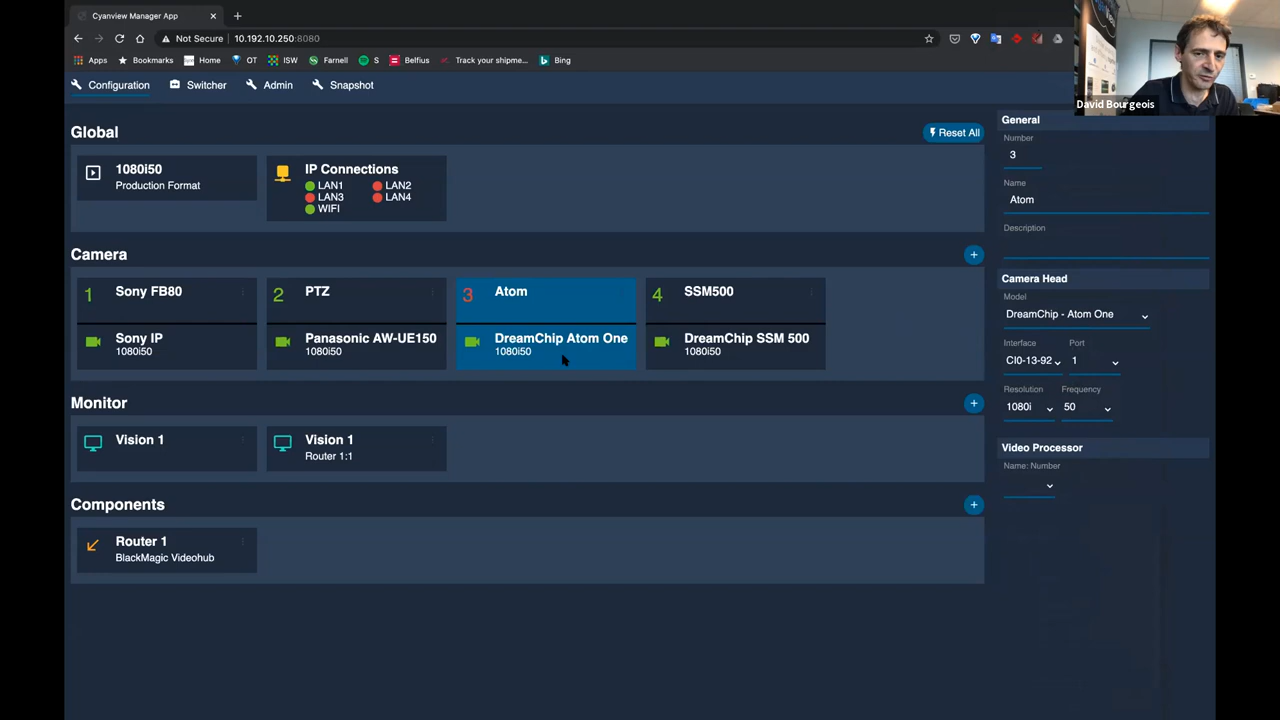 Cyanview Manager App
Not Secure 10.192.10.250:8080
Apps Bookmarks Home OT ISW Farnell S Belfius Track your shipme... Bing
Configuration Switcher Admin Snapshot
David Bourgeois
Global
Reset All
1080i50
Production Format
IP Connections
LAN1 LAN2
LAN3 LAN4
WIFI
Camera
1 Sony FB80
Sony IP
1080i50
2 PTZ
Panasonic AW-UE150
1080i50
3 Atom
DreamChip Atom One
1080i50
4 SSM500
DreamChip SSM 500
1080i50
Monitor
Vision 1
Vision 1
Router 1:1
Components
Router 1
BlackMagic Videohub
General
Number
3
Name
Atom
Description
Camera Head
Model
DreamChip - Atom One
Interface Port
CI0-13-92 1
Resolution Frequency
1080i 50
Video Processor
Name: Number